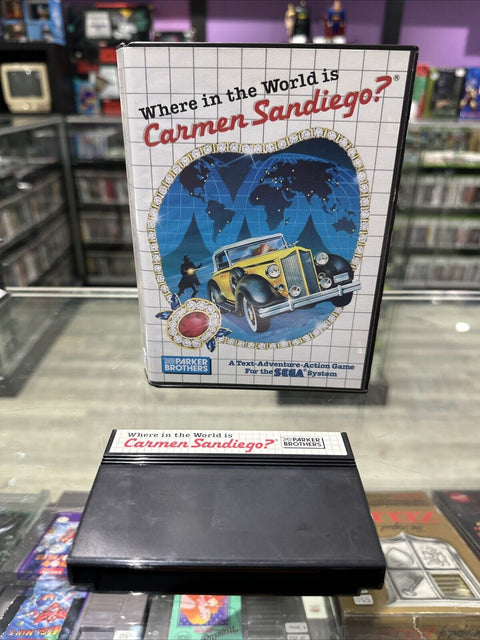 Where in the World is
Carmen Sandiego?®
PARKER
BROTHERS
A Text-Adventure-Action Game
For the SEGA® System
Where in the World is
Carmen Sandiego?
PARKER
BROTHERS